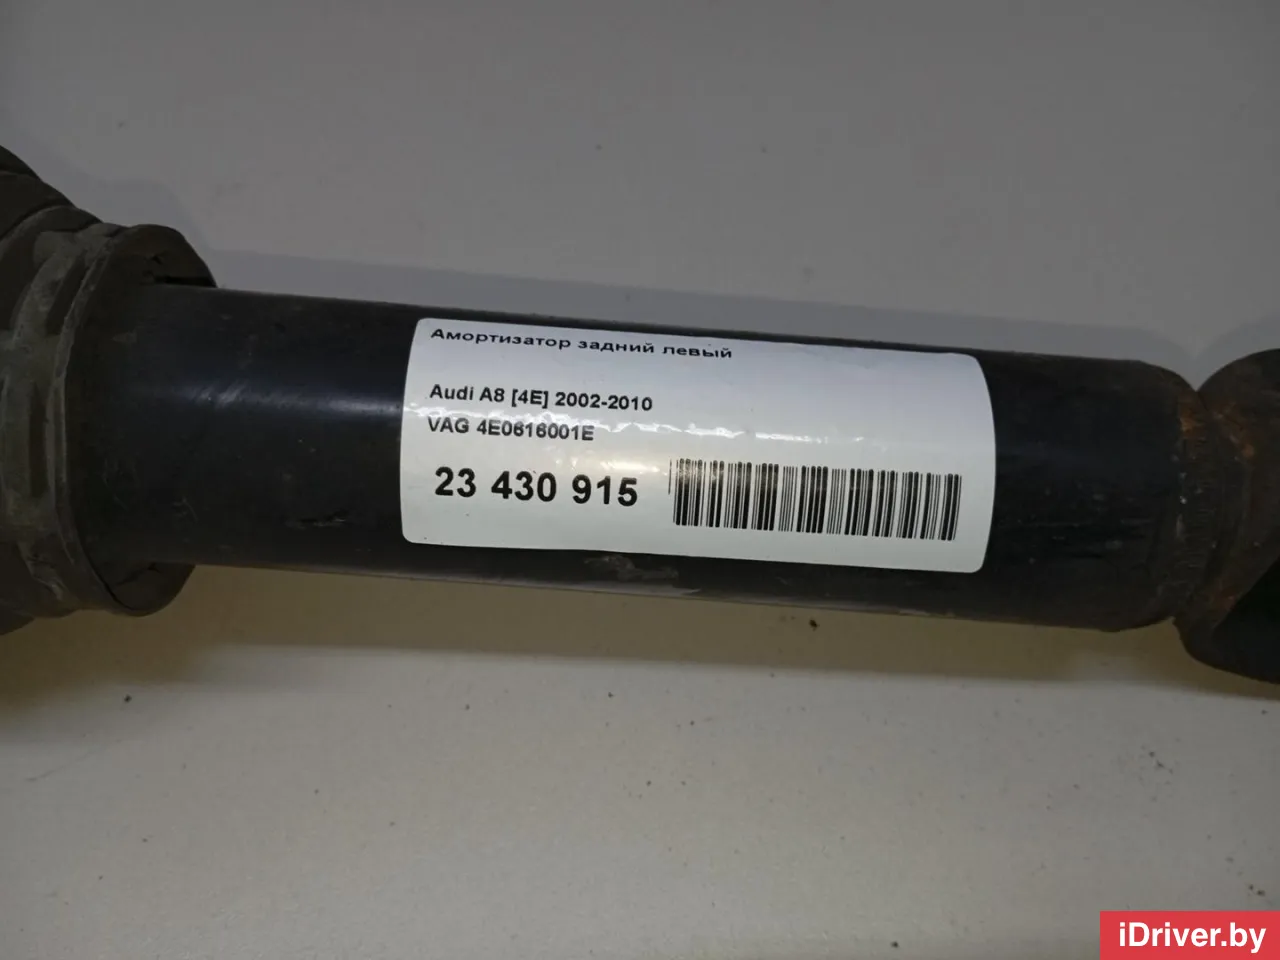 Амортизатор задний левый
Audi A8 [4E] 2002-2010
VAG 4E0616001E
23 430 915
iDriver.by